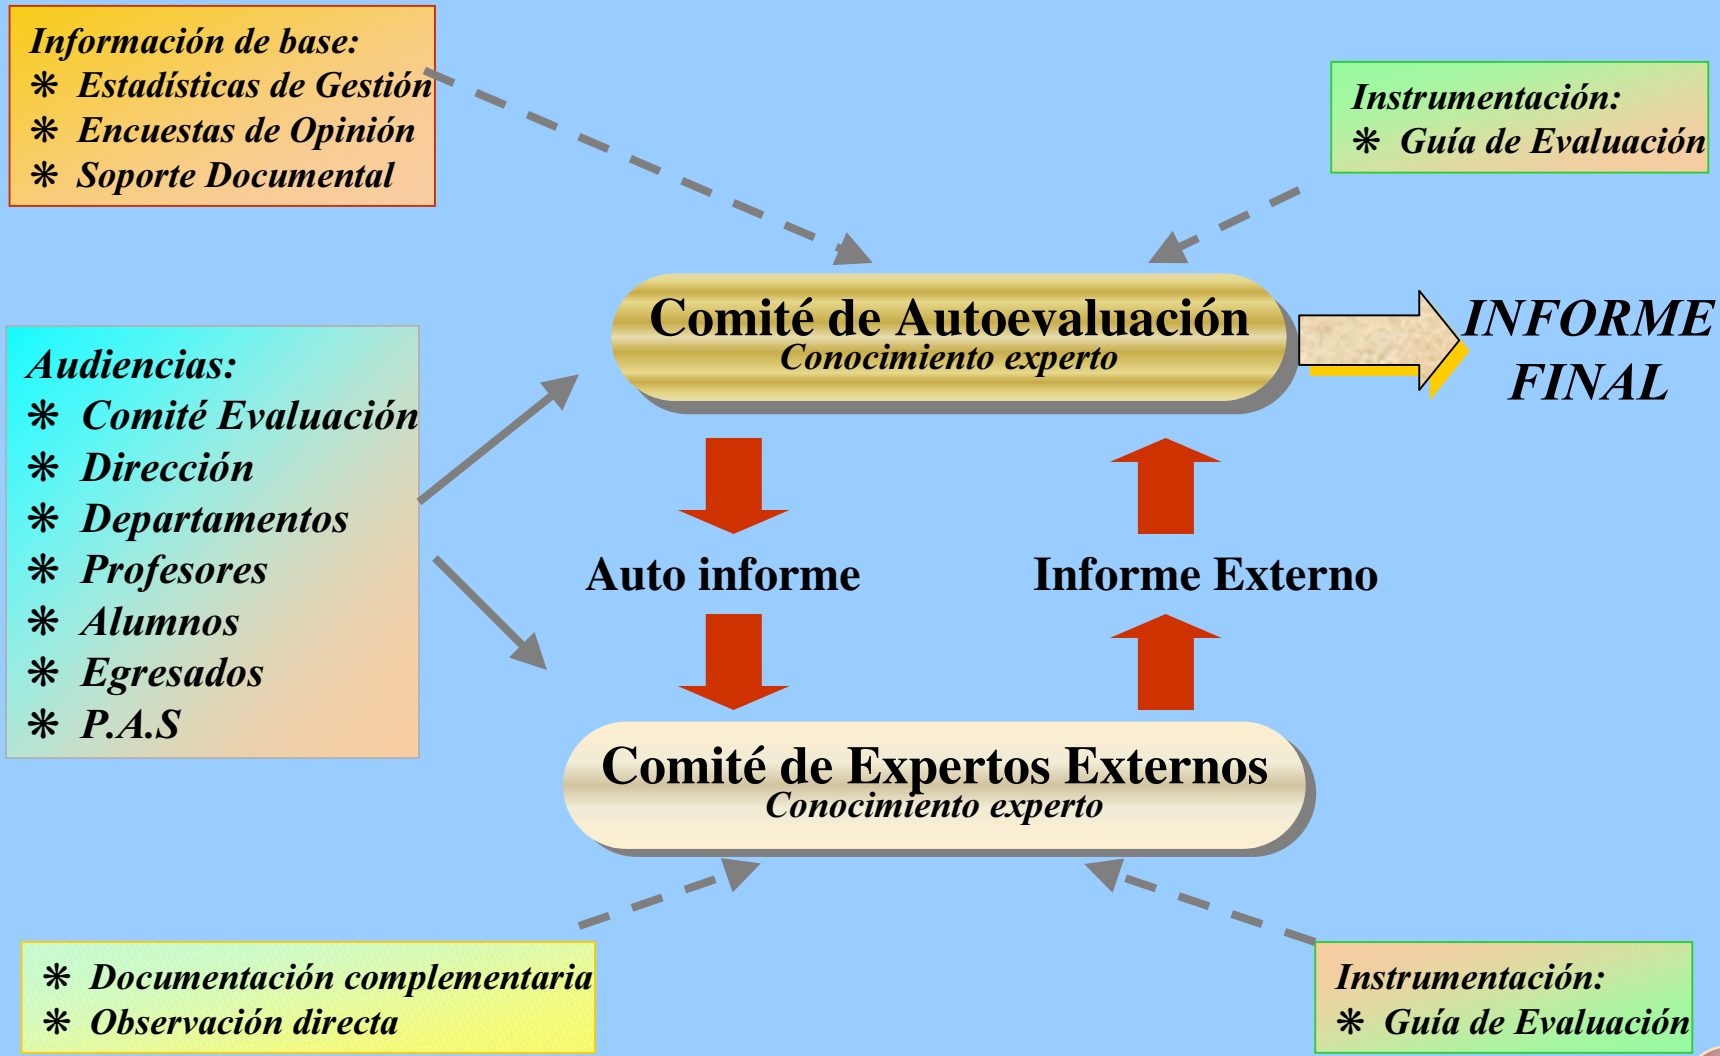 Información de base:
❋ Estadísticas de Gestión
❋ Encuestas de Opinión
❋ Soporte Documental
Instrumentación:
❋ Guía de Evaluación
Comité de Autoevaluación
Conocimiento experto
INFORME
FINAL
Audiencias:
❋ Comité Evaluación
❋ Dirección
❋ Departamentos
❋ Profesores
❋ Alumnos
❋ Egresados
❋ P.A.S
Auto informe
Informe Externo
Comité de Expertos Externos
Conocimiento experto
❋ Documentación complementaria
❋ Observación directa
Instrumentación:
❋ Guía de Evaluación